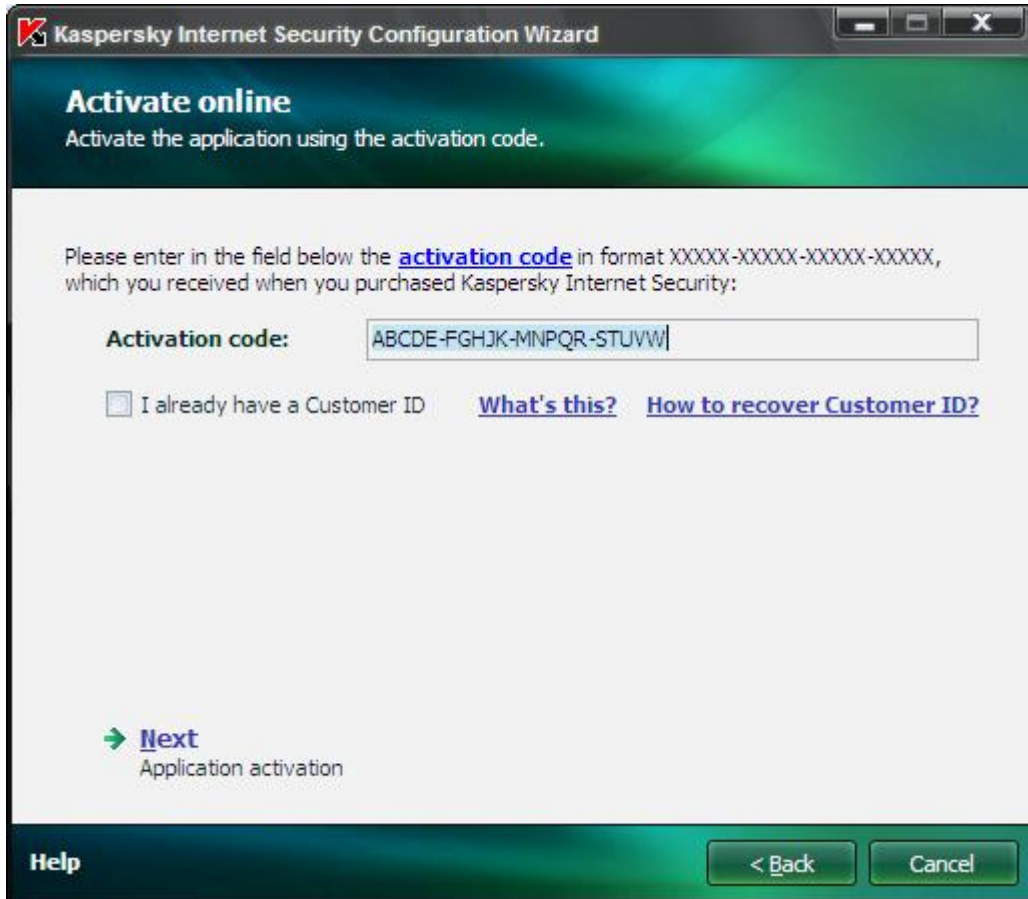 Kaspersky Internet Security Configuration Wizard
Activate online
Activate the application using the activation code.
Please enter in the field below the activation code in format XXXXX-XXXXX-XXXXX-XXXXX,
which you received when you purchased Kaspersky Internet Security:
Activation code: ABCDE-FGHJK-MNPQR-STUVW
I already have a Customer ID What's this? How to recover Customer ID?
Next
Application activation
Help < Back Cancel